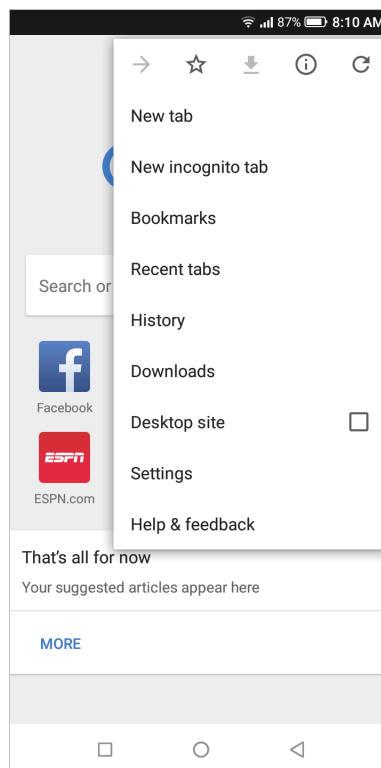 87% 8:10 AM
New tab
New incognito tab
Bookmarks
Recent tabs
Search or
History
Downloads
Facebook
Desktop site
ESPN
Settings
ESPN.com
Help & feedback
That's all for now
Your suggested articles appear here
MORE